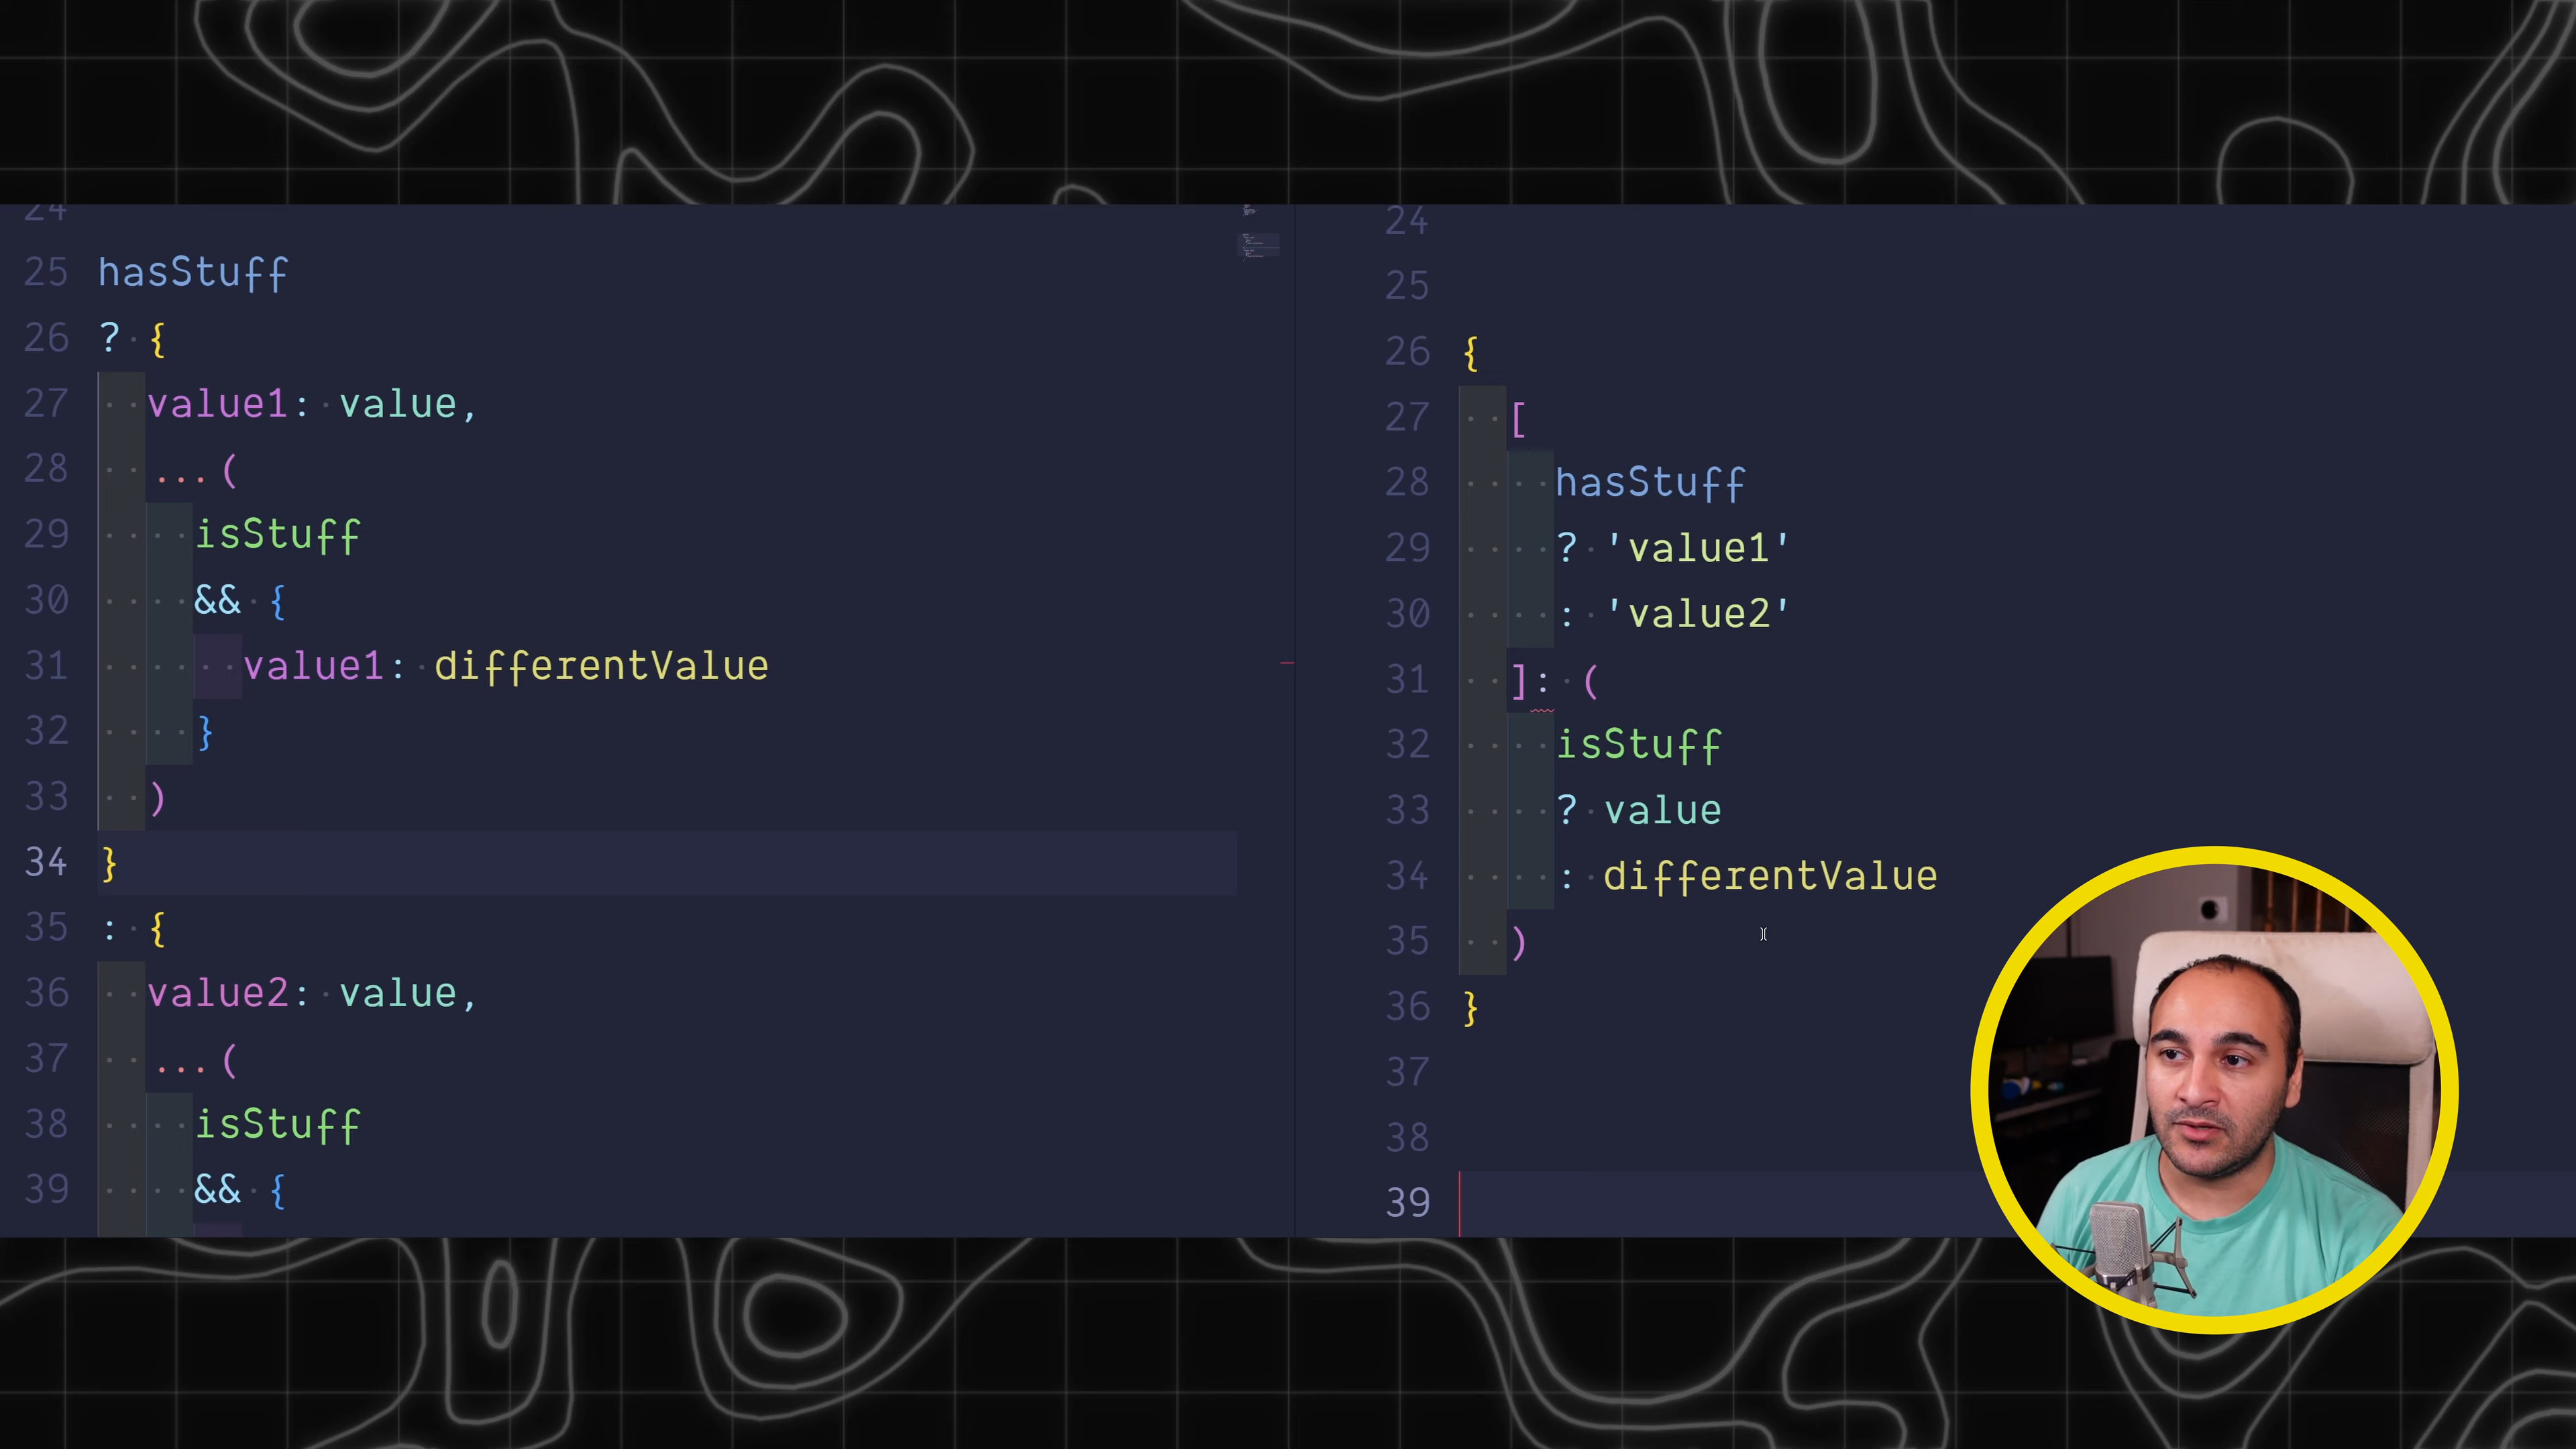 24
25 hasStuff
26 ? {
27 value1: value,
28 ...(
29 isStuff
30 && {
31 value1: differentValue
32 }
33 )
34 }
35 : {
36 value2: value,
37 ...(
38 isStuff
39 && {
24
25
26 {
27 [
28 hasStuff
29 ? 'value1'
30 : 'value2'
31 ]: (
32 isStuff
33 ? value
34 : differentValue
35 )
36 }
37
38
39